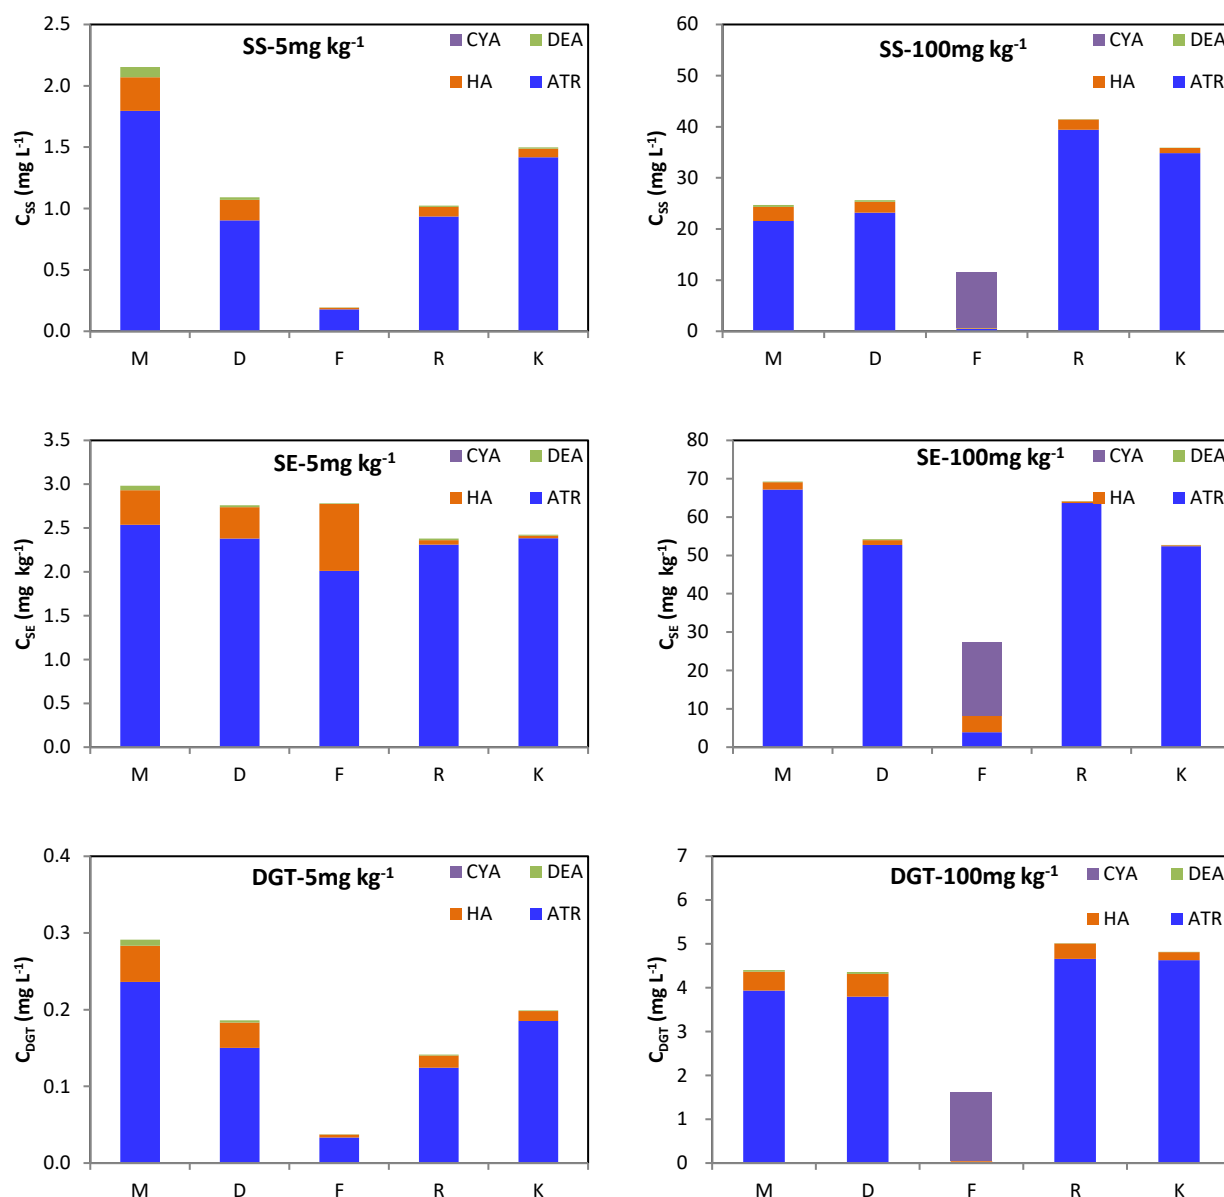 SS-5mg kg-1
CYA DEA
HA ATR
CSS (mg L-1)
2.5
2.0
1.5
1.0
0.5
0.0
M D F R K
SS-100mg kg-1
CYA DEA
HA ATR
CSS (mg L-1)
60
50
40
30
20
10
0
M D F R K
SE-5mg kg-1
CYA DEA
HA ATR
CSE (mg kg-1)
3.5
3.0
2.5
2.0
1.5
1.0
0.5
0.0
M D F R K
SE-100mg kg-1
CYA DEA
HA ATR
CSE (mg kg-1)
80
70
60
50
40
30
20
10
0
M D F R K
DGT-5mg kg-1
CYA DEA
HA ATR
CDGT (mg L-1)
0.4
0.3
0.2
0.1
0.0
M D F R K
DGT-100mg kg-1
CYA DEA
HA ATR
CDGT (mg L-1)
7
6
5
4
3
2
1
0
M D F R K